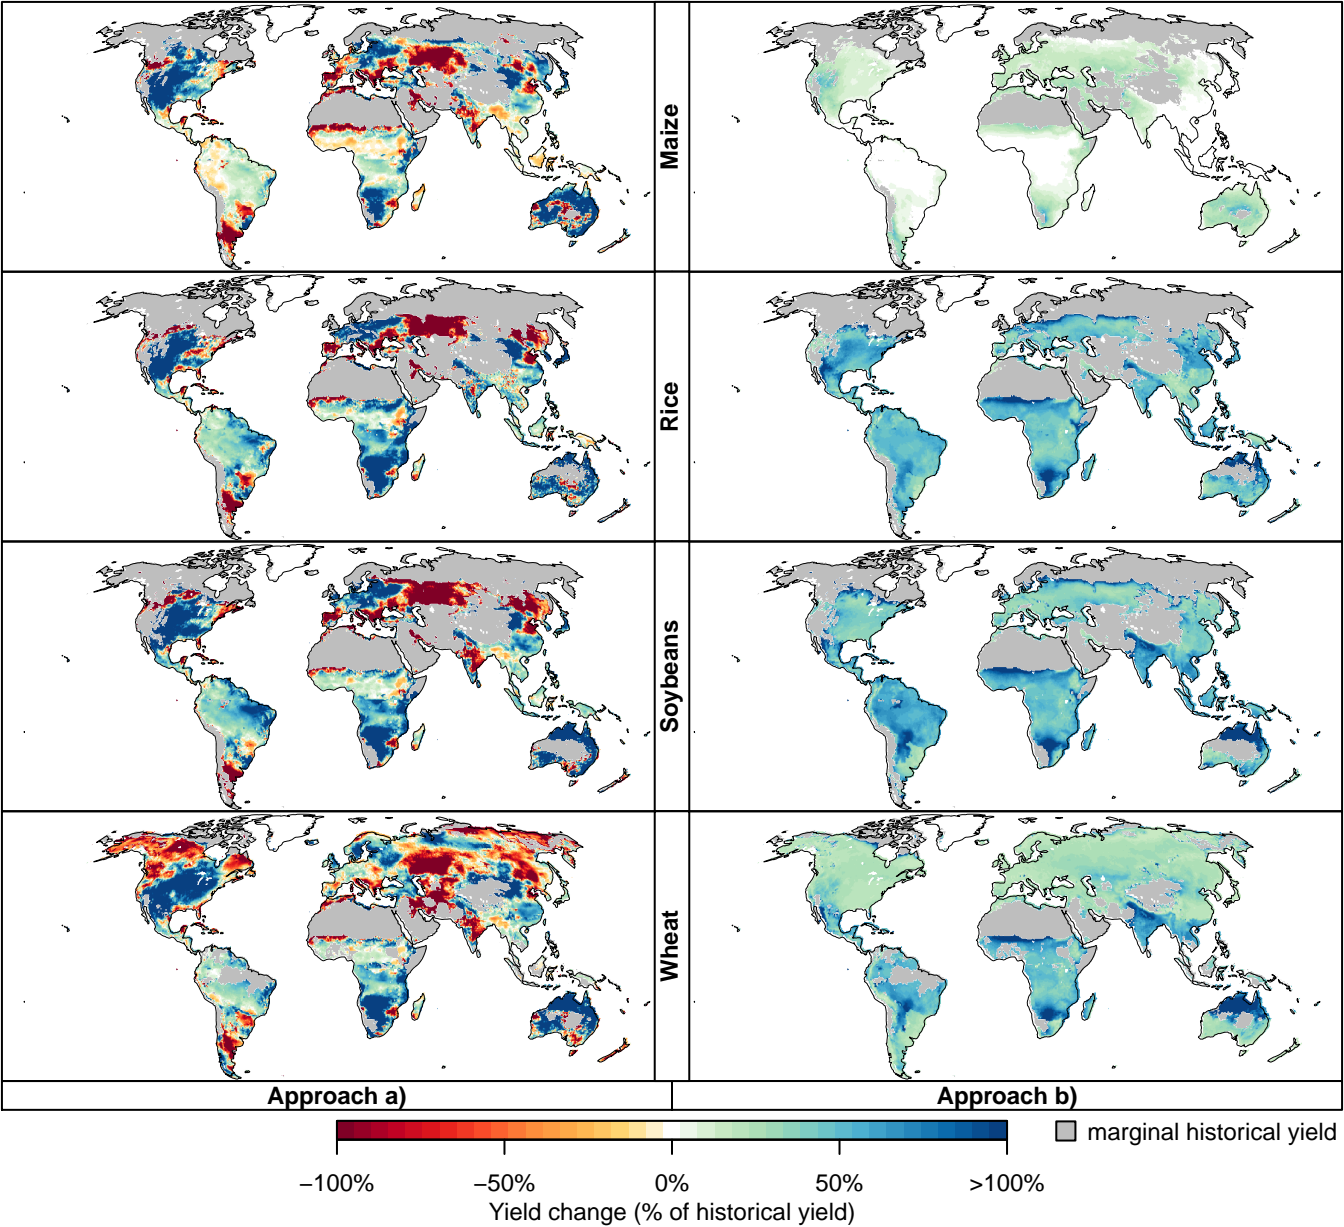 Maize
Rice
Soybeans
Wheat
Approach a)
Approach b)
marginal historical yield
−100%
−50%
0%
50%
>100%
Yield change (% of historical yield)